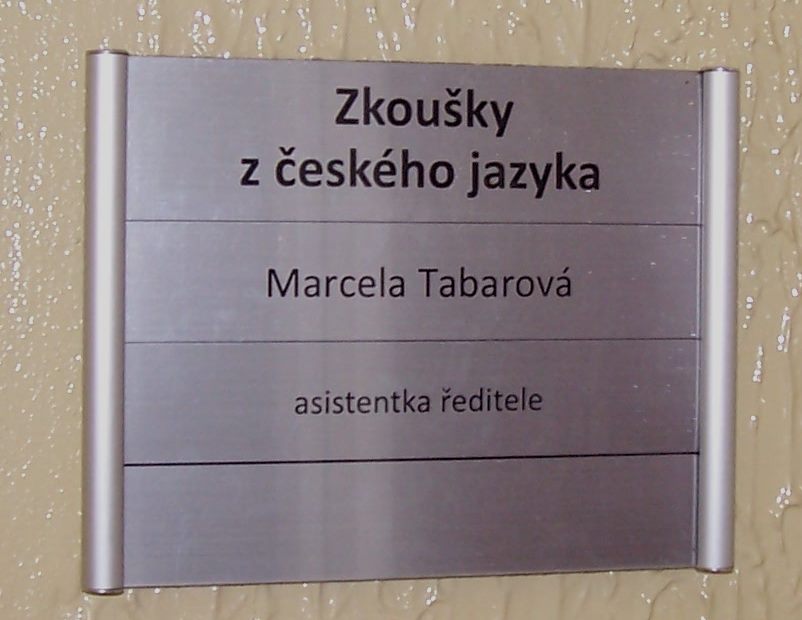 Zkoušky
z českého jazyka
Marcela Tabarová
asistentka ředitele